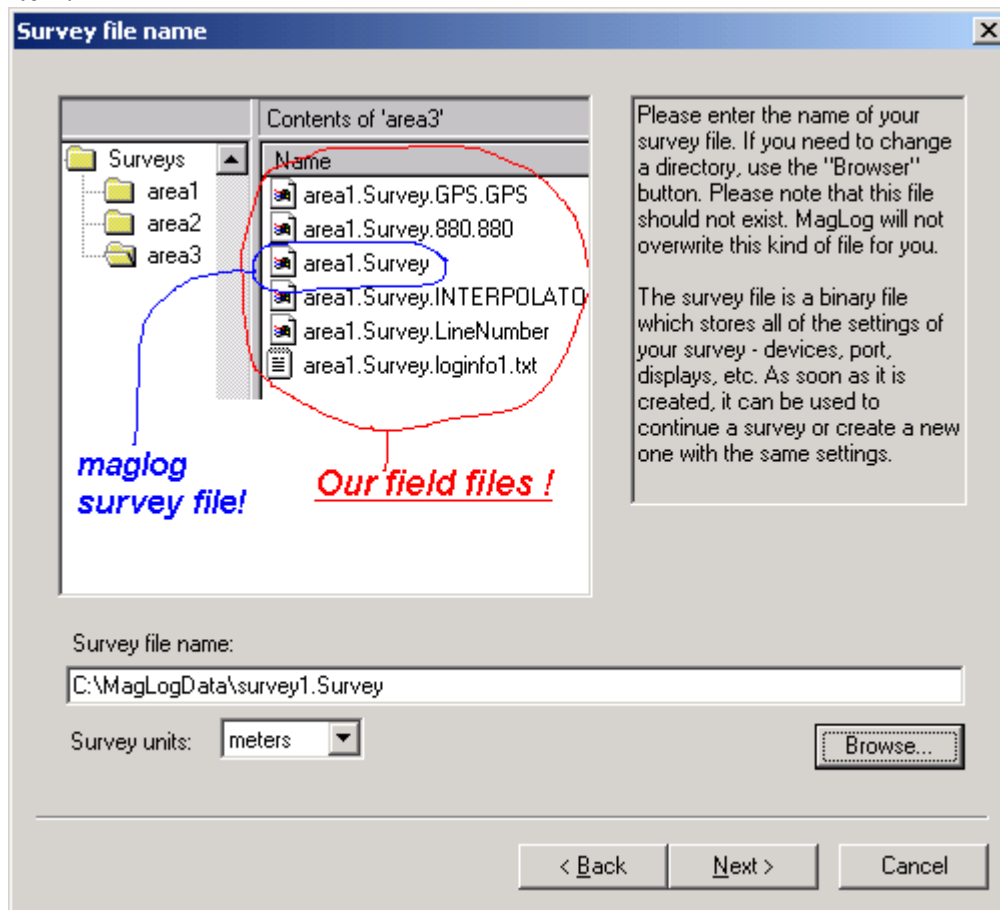 Survey file name
Contents of 'area3'
Name
Surveys
area1
area2
area3
area1.Survey.GPS.GPS
area1.Survey.880.880
area1.Survey
area1.Survey.INTERPOLATO
area1.Survey.LineNumber
area1.Survey.loginfo1.txt
maglog
survey file!
Our field files !
Please enter the name of your
survey file. If you need to change
a directory, use the "Browser"
button. Please note that this file
should not exist. MagLog will not
overwrite this kind of file for you.
The survey file is a binary file
which stores all of the settings of
your survey - devices, port,
displays, etc. As soon as it is
created, it can be used to
continue a survey or create a new
one with the same settings.
Survey file name:
C:\MagLogData\survey1.Survey
Survey units:
meters
Browse...
< Back
Next >
Cancel